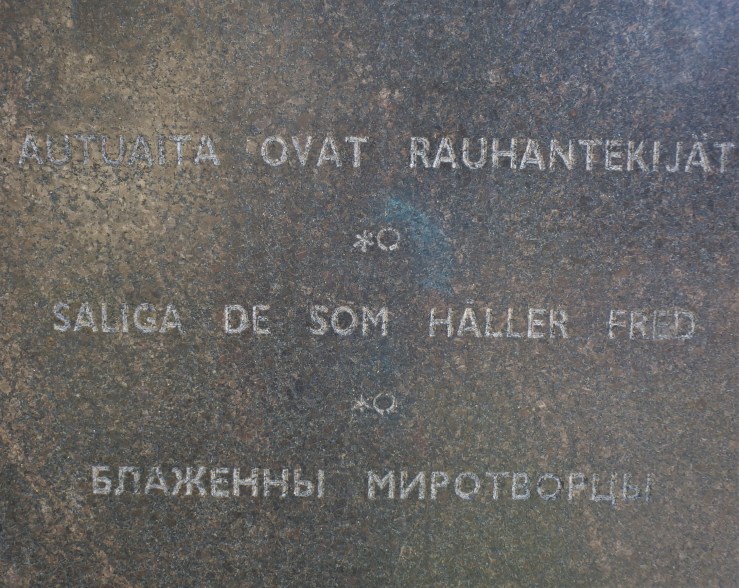 AUTUAITA OVAT RAUHANTEKIJÄT
SALIGA DE SOM HÅLLER FRED
БЛАЖЕННЫ МИРОТВОРЦЫ